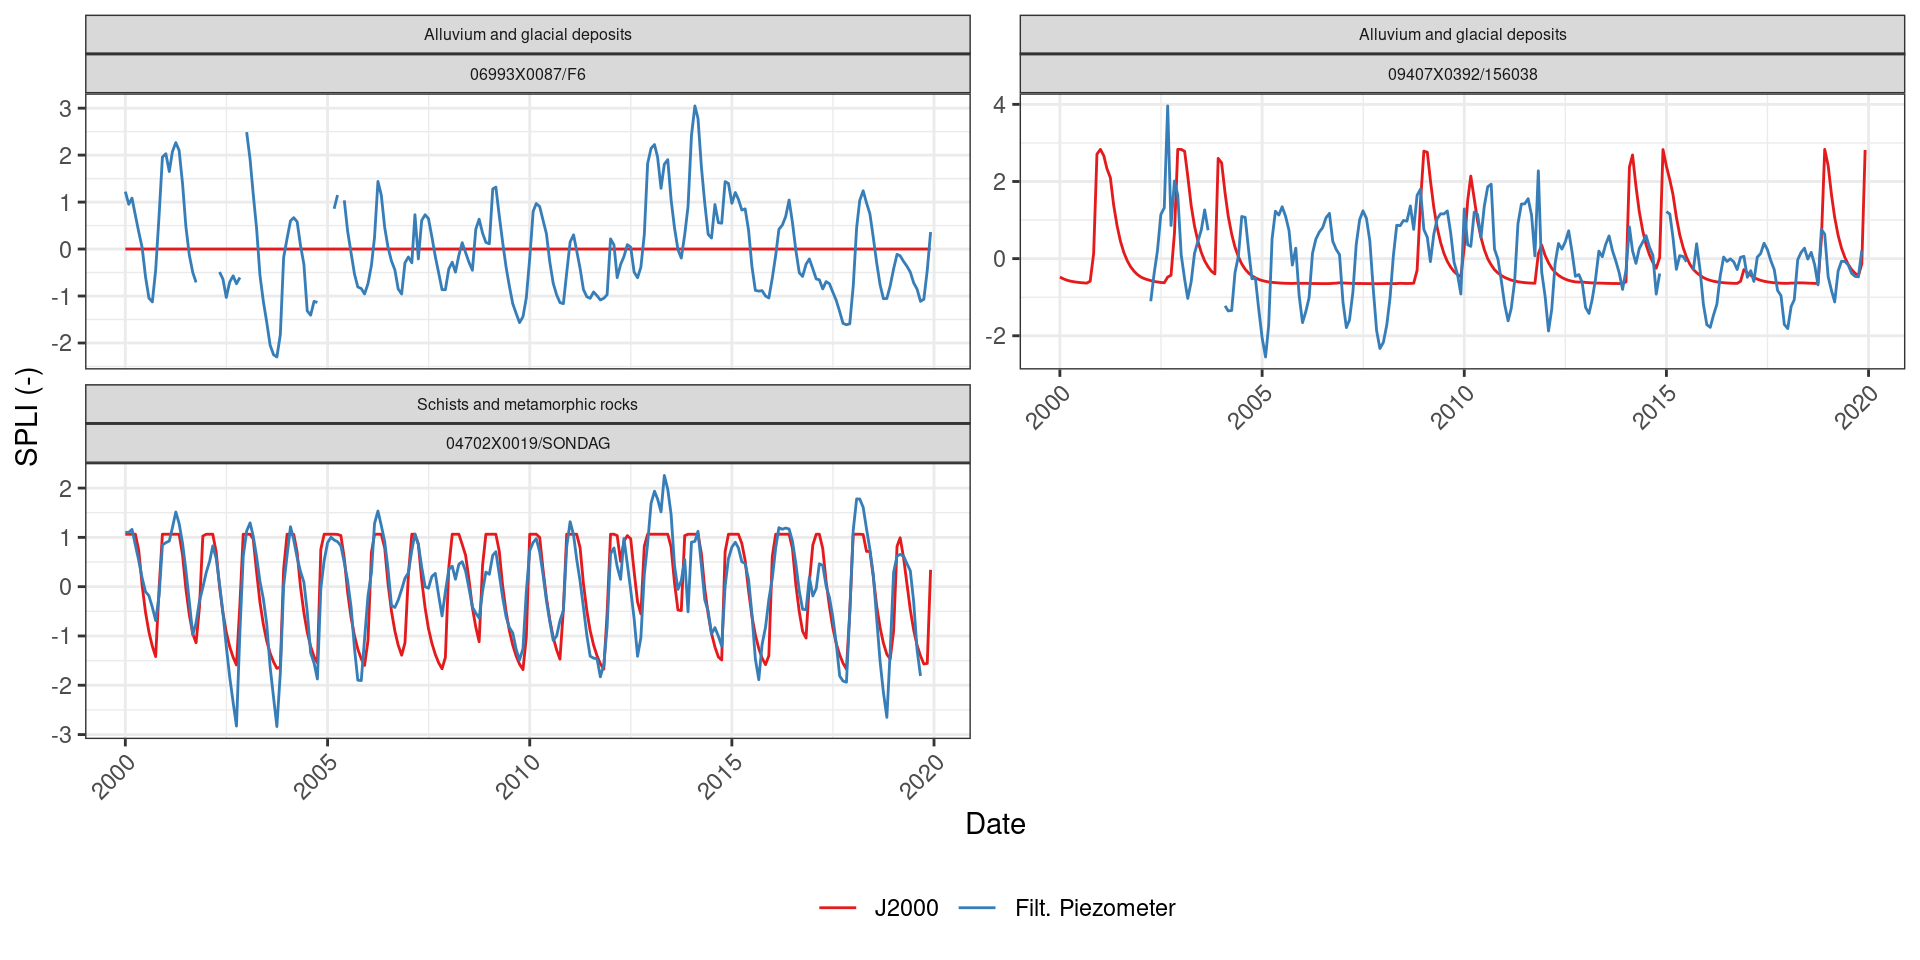 Alluvium and glacial deposits
06993X0087/F6
3
2
1
0
-1
-2
Alluvium and glacial deposits
09407X0392/156038
4
2
0
-2
2000 2005 2010 2015 2020
SPLI (-)
Schists and metamorphic rocks
04702X0019/SONDAG
2
1
0
-1
-2
-3
2000 2005 2010 2015 2020
Date
J2000 Filt. Piezometer